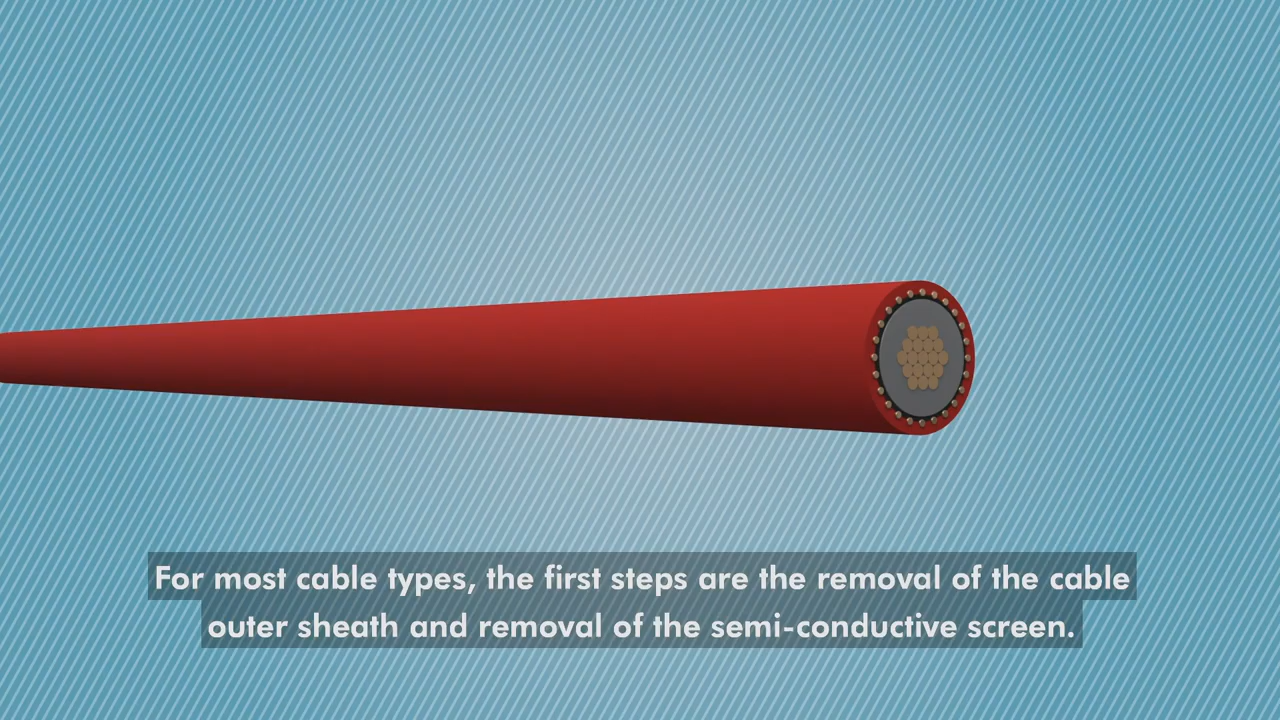 For most cable types, the first steps are the removal of the cable
outer sheath and removal of the semi-conductive screen.